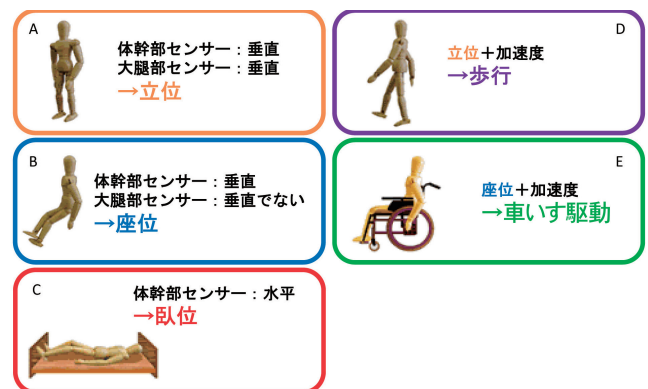 A
体幹部センサー：垂直
大腿部センサー：垂直
→立位
B
体幹部センサー：垂直
大腿部センサー：垂直でない
→座位
C
体幹部センサー：水平
→臥位
D
立位＋加速度
→歩行
E
座位＋加速度
→車いす駆動